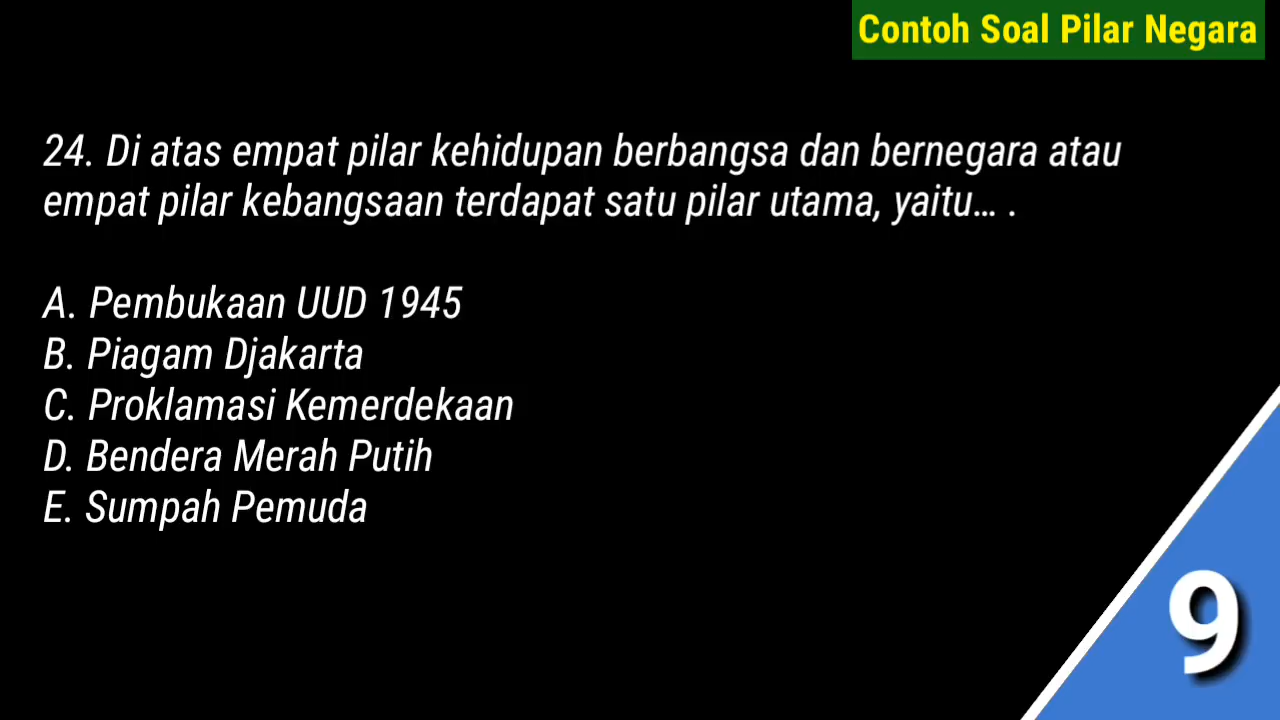 Contoh Soal Pilar Negara
24. Di atas empat pilar kehidupan berbangsa dan bernegara atau
empat pilar kebangsaan terdapat satu pilar utama, yaitu... .
A. Pembukaan UUD 1945
B. Piagam Djakarta
C. Proklamasi Kemerdekaan
D. Bendera Merah Putih
E. Sumpah Pemuda
9